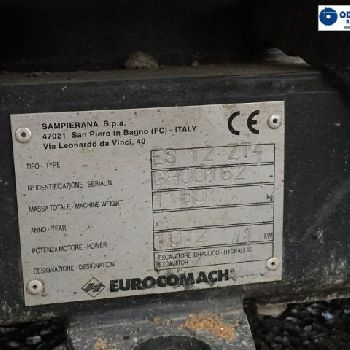 OD
SAMPIERANA S.p.a.
47021 San Piero in Bagno (FC) - ITALY
Via Leonardo da Vinci, 40
CE
TIPO - TYPE ES 12 ZT4
N° IDENTIFICAZIONE SERIAL N.
MASSA TOTALE - MACHINE WEIGHT kg
ANNO - YEAR
POTENZA MOTORE - POWER KW
DESIGNAZIONE DESIGNATION ESCAVATORE IDRAULICO - HYDRAULIC
EXCAVATOR
EUROCOMACH